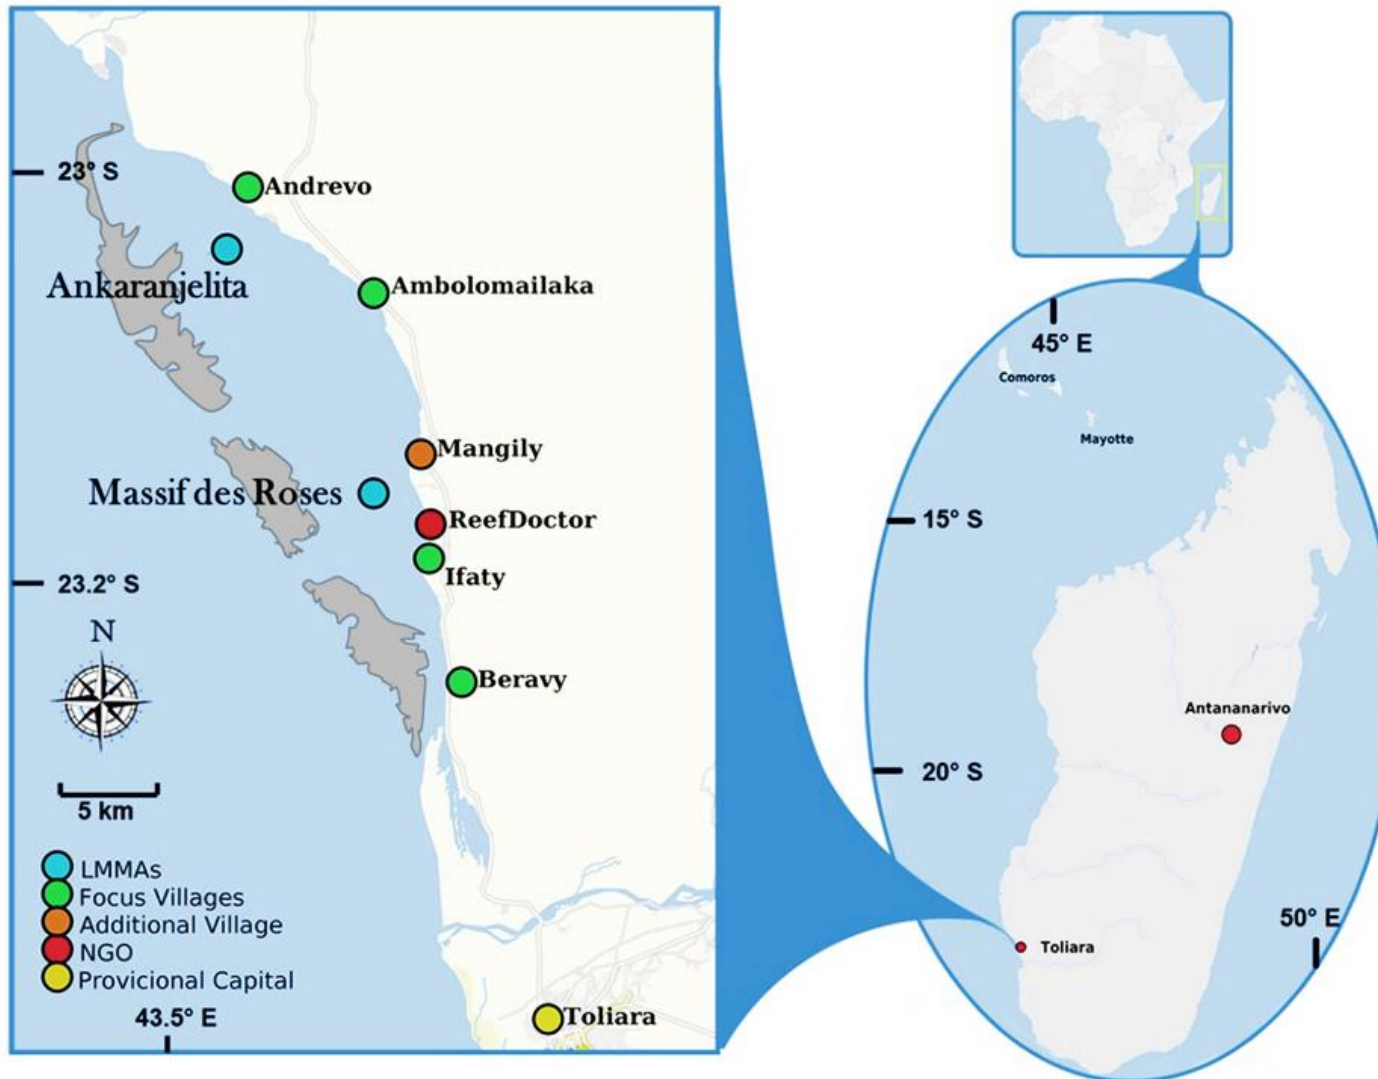 23° S
Andrevo
Ankaranjelita
Ambolomailaka
Mangily
Massif des Roses
ReefDoctor
Ifaty
23.2° S
N
Beravy
5 km
LMMAs
Focus Villages
Additional Village
NGO
Provicional Capital
43.5° E
Toliara
45° E
Comoros
Mayotte
15° S
Antananarivo
20° S
50° E
Toliara